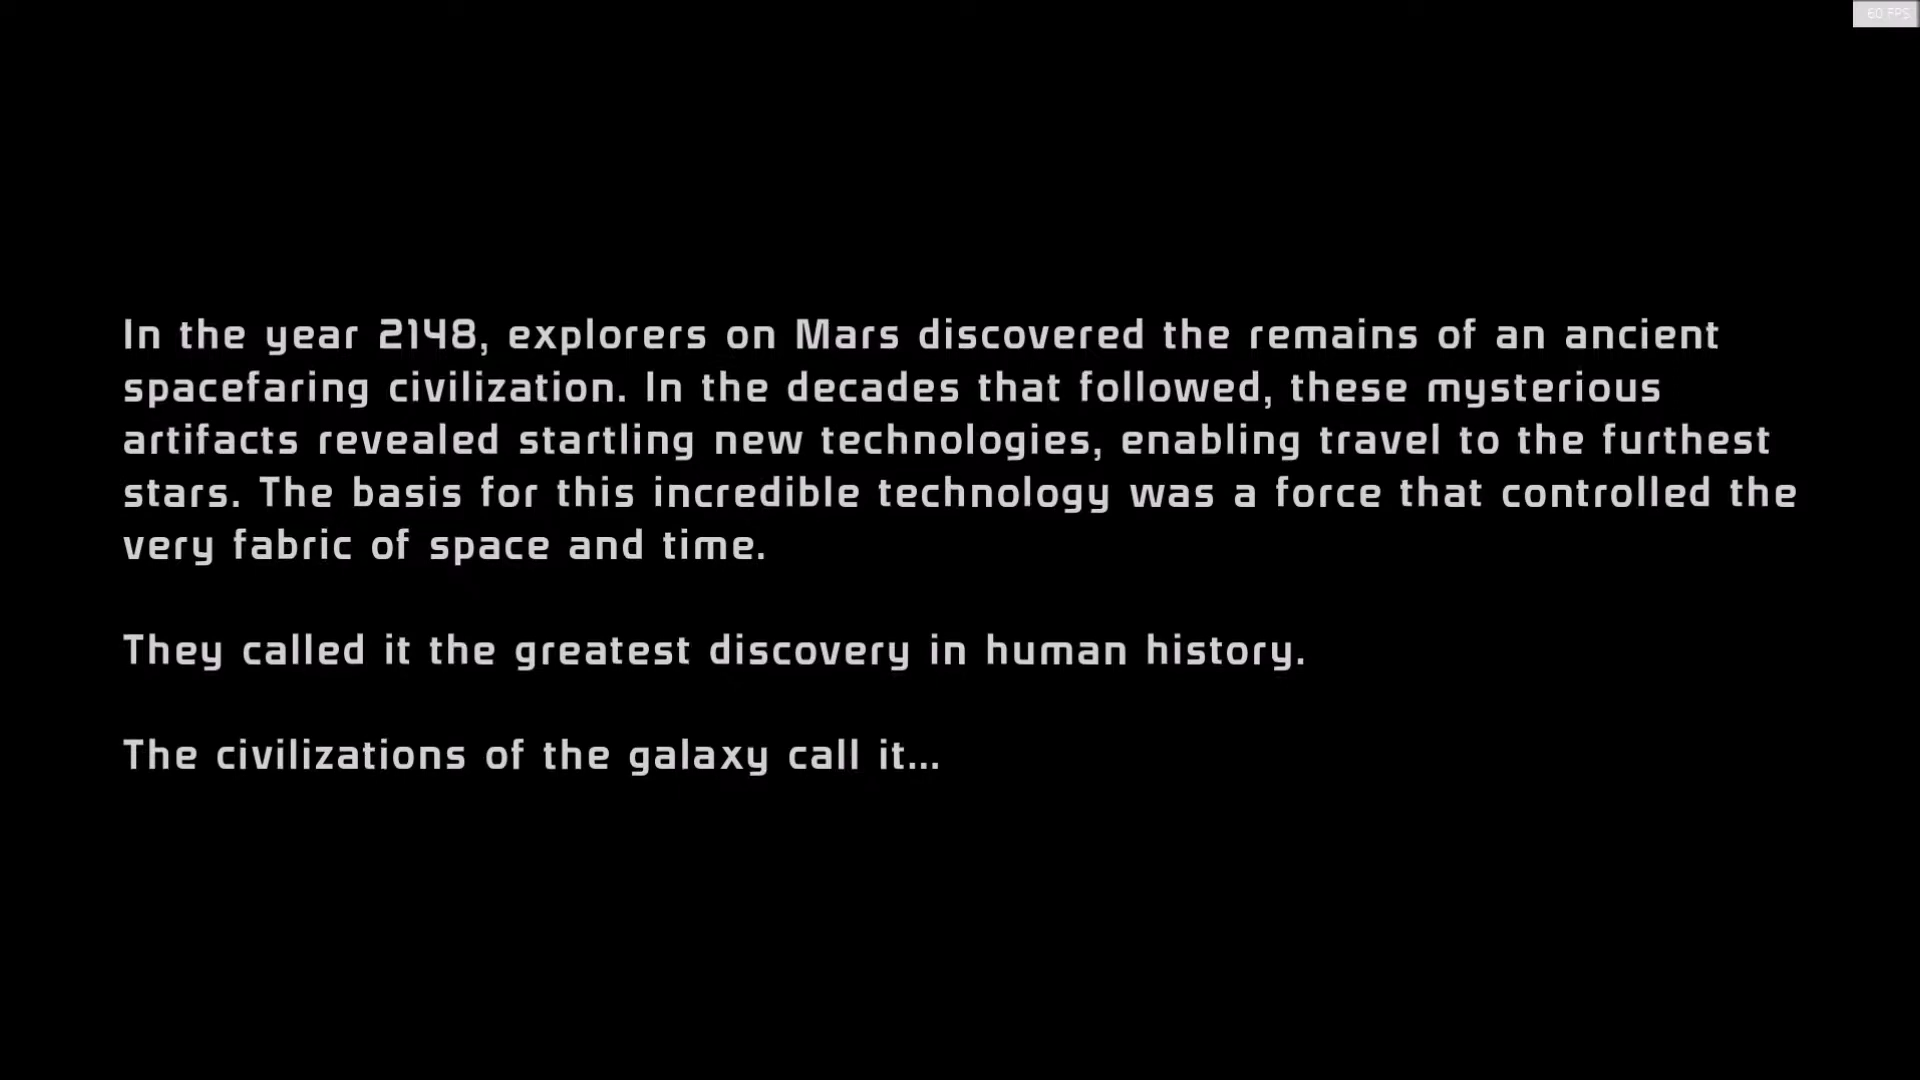 60 FPS
In the year 2148, explorers on Mars discovered the remains of an ancient
spacefaring civilization. In the decades that followed, these mysterious
artifacts revealed startling new technologies, enabling travel to the furthest
stars. The basis for this incredible technology was a force that controlled the
very fabric of space and time.
They called it the greatest discovery in human history.
The civilizations of the galaxy call it...